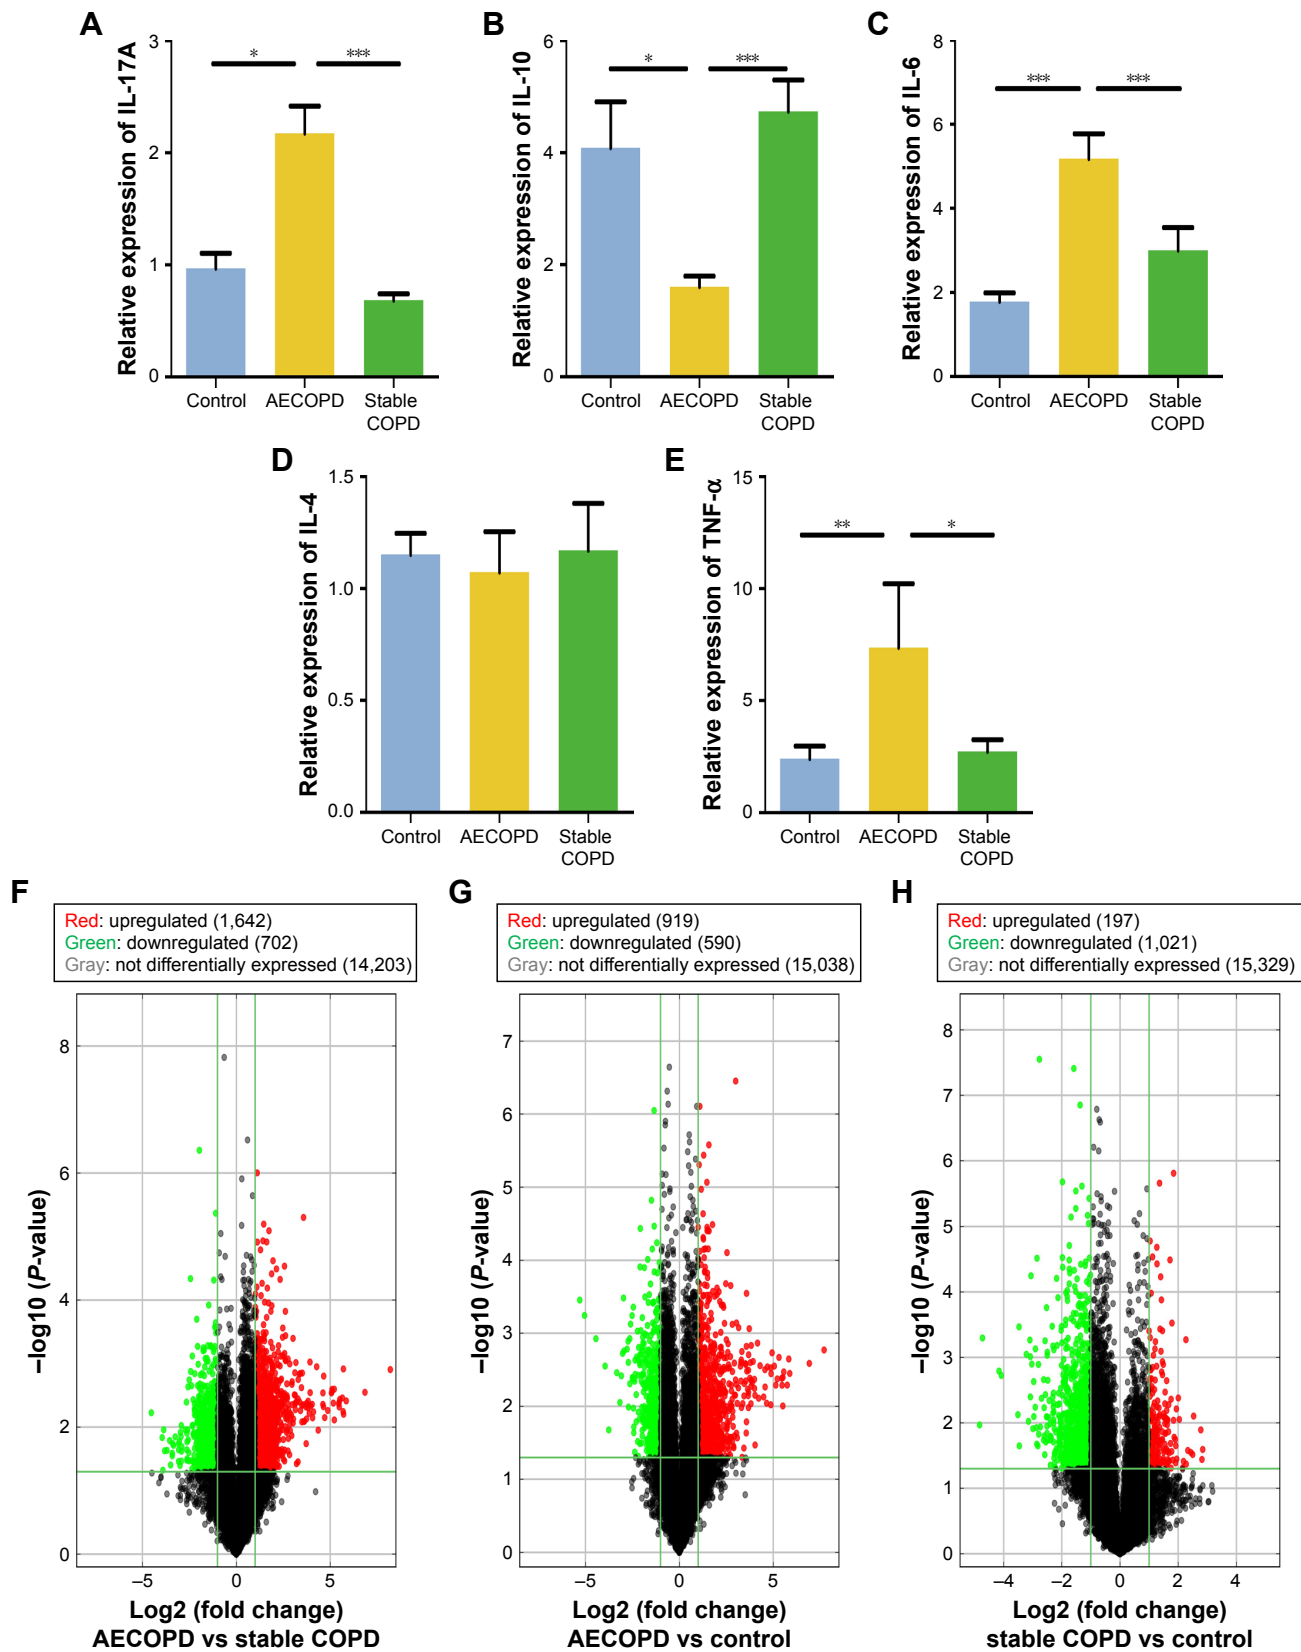 A
Relative expression of IL-17A
3
2
1
0
*
***
Control
AECOPD
Stable
COPD
B
Relative expression of IL-10
6
4
2
0
*
***
Control
AECOPD
Stable
COPD
C
Relative expression of IL-6
8
6
4
2
0
***
***
Control
AECOPD
Stable
COPD
D
Relative expression of IL-4
1.5
1.0
0.5
0.0
Control
AECOPD
Stable
COPD
E
Relative expression of TNF-α
15
10
5
0
**
*
Control
AECOPD
Stable
COPD
F
Red: upregulated (1,642)
Green: downregulated (702)
Gray: not differentially expressed (14,203)
–log10 (P-value)
8
6
4
2
0
–5
0
5
Log2 (fold change)
AECOPD vs stable COPD
G
Red: upregulated (919)
Green: downregulated (590)
Gray: not differentially expressed (15,038)
–log10 (P-value)
7
6
5
4
3
2
1
0
–5
0
5
Log2 (fold change)
AECOPD vs control
H
Red: upregulated (197)
Green: downregulated (1,021)
Gray: not differentially expressed (15,329)
–log10 (P-value)
8
7
6
5
4
3
2
1
0
–4
–2
0
2
4
Log2 (fold change)
stable COPD vs control